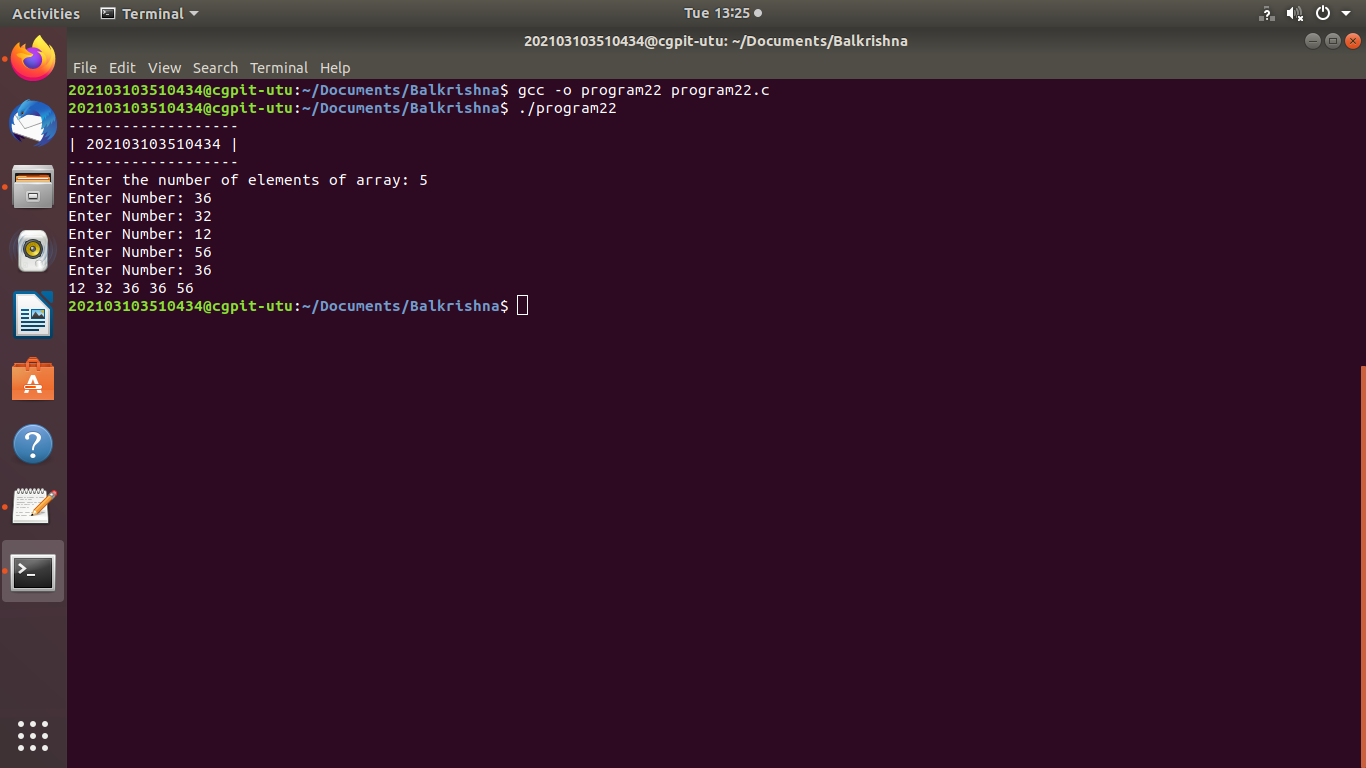 Activities Terminal Tue 13:25
202103103510434@cgpit-utu: ~/Documents/Balkrishna
File Edit View Search Terminal Help
202103103510434@cgpit-utu:~/Documents/Balkrishna$ gcc -o program22 program22.c
202103103510434@cgpit-utu:~/Documents/Balkrishna$ ./program22
-------------------
| 202103103510434 |
-------------------
Enter the number of elements of array: 5
Enter Number: 36
Enter Number: 32
Enter Number: 12
Enter Number: 56
Enter Number: 36
12 32 36 36 56
202103103510434@cgpit-utu:~/Documents/Balkrishna$